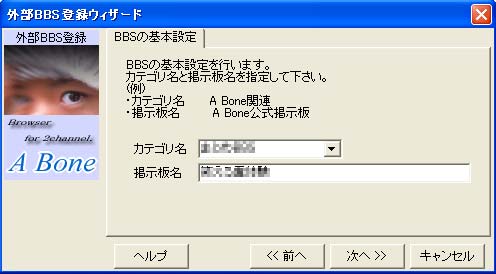 外部BBS登録ウィザード
外部BBS登録
BBSの基本設定
BBSの基本設定を行います。
カテゴリ名と掲示板名を指定して下さい。
(例)
・カテゴリ名 A Bone関連
・掲示板名 A Bone公式掲示板
Browser
for 2channel.
A Bone
カテゴリ名
掲示板名
ヘルプ
<< 前へ
次へ >>
キャンセル